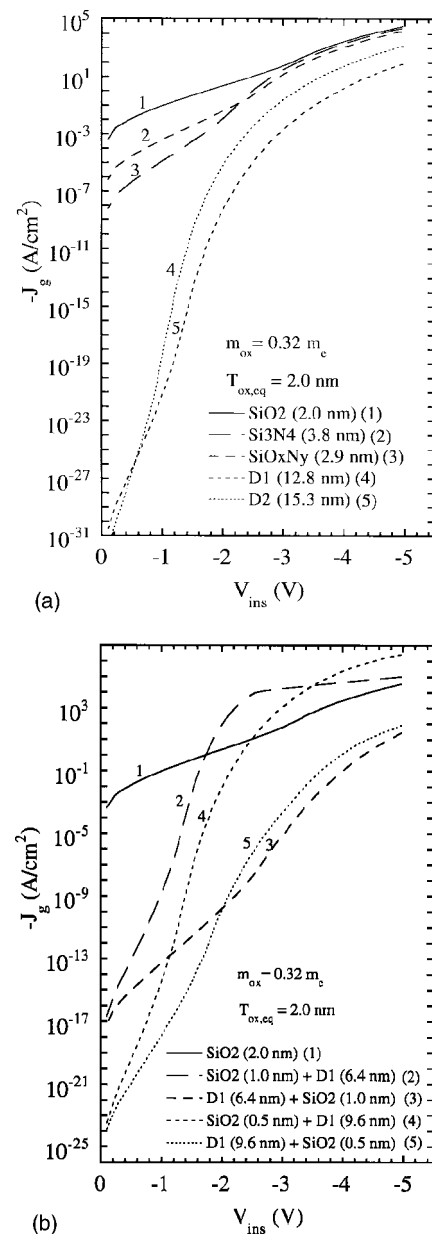 10^5
10^-3
10^-7
-J_g (A/cm^2)
10^-11
10^-15
10^-19
10^-23
10^-27
10^-31
1
2
3
4
5
m_ox = 0.32 m_e
T_ox,eq = 2.0 nm
SiO2 (2.0 nm) (1)
Si3N4 (3.8 nm) (2)
SiOxNy (2.9 nm) (3)
D1 (12.8 nm) (4)
D2 (15.3 nm) (5)
0 -1 -2 -3 -4 -5
V_ins (V)
(a)
10^3
10^-1
10^-5
-J_g (A/cm^2)
10^-9
10^-13
10^-17
10^-21
10^-25
1
2
4
5
3
m_ox = 0.32 m_e
T_ox,eq = 2.0 nm
SiO2 (2.0 nm) (1)
SiO2 (1.0 nm) + D1 (6.4 nm) (2)
D1 (6.4 nm) + SiO2 (1.0 nm) (3)
SiO2 (0.5 nm) + D1 (9.6 nm) (4)
D1 (9.6 nm) + SiO2 (0.5 nm) (5)
0 -1 -2 -3 -4 -5
V_ins (V)
(b)